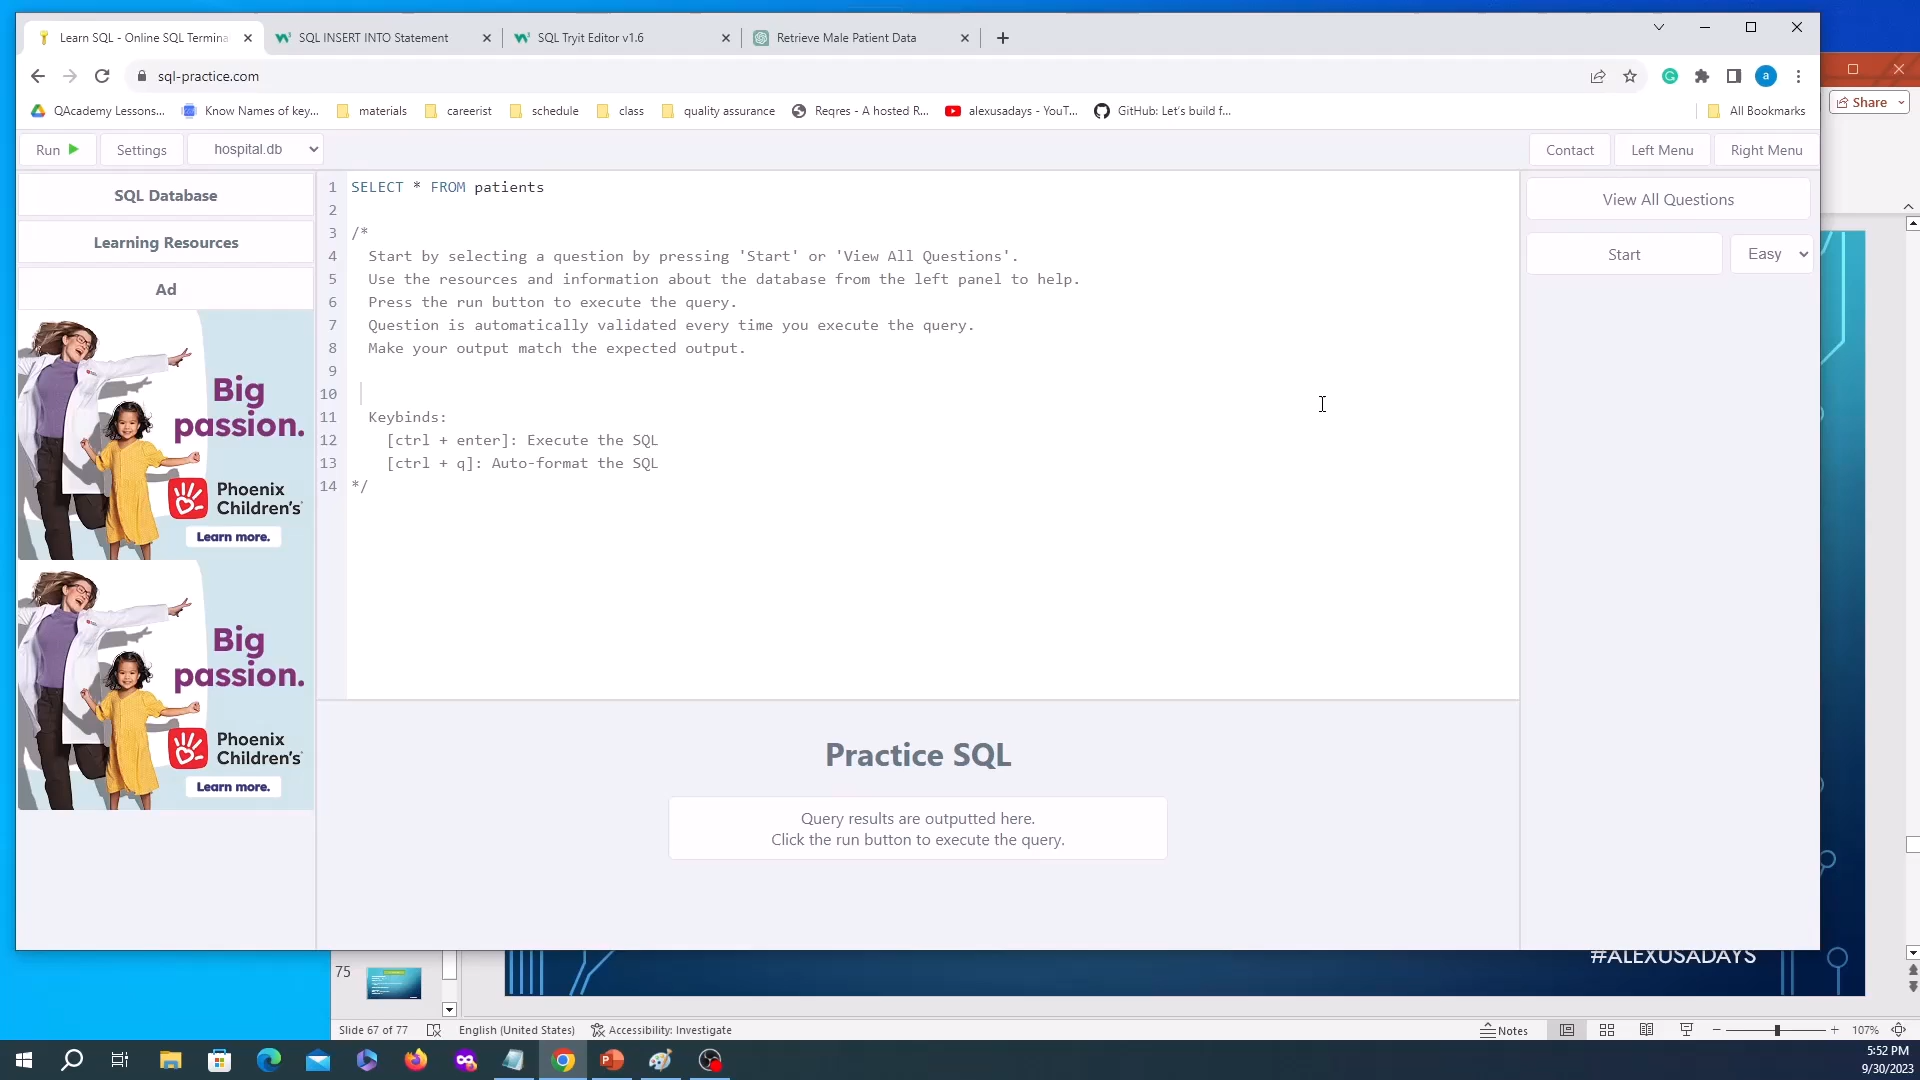 Learn SQL - Online SQL Termina
SQL INSERT INTO Statement
SQL Tryit Editor v1.6
Retrieve Male Patient Data
sql-practice.com
a
QAcademy Lessons...
Know Names of key...
materials
careerist
schedule
class
quality assurance
Reqres - A hosted R...
alexusadays - YouT...
GitHub: Let's build f...
All Bookmarks
Share
Run
Settings
hospital.db
Contact
Left Menu
Right Menu
SQL Database
Learning Resources
Ad
Big
passion.
Phoenix
Children's
Learn more.
Big
passion.
Phoenix
Children's
Learn more.
1 SELECT * FROM patients
2
3 /*
4 Start by selecting a question by pressing 'Start' or 'View All Questions'.
5 Use the resources and information about the database from the left panel to help.
6 Press the run button to execute the query.
7 Question is automatically validated every time you execute the query.
8 Make your output match the expected output.
9
10
11 Keybinds:
12 [ctrl + enter]: Execute the SQL
13 [ctrl + q]: Auto-format the SQL
14 */
View All Questions
Start
Easy
Practice SQL
Query results are outputted here.
Click the run button to execute the query.
75
#ALEXUSADAYS
Slide 67 of 77
English (United States)
Accessibility: Investigate
Notes
107%
5:52 PM
9/30/2023